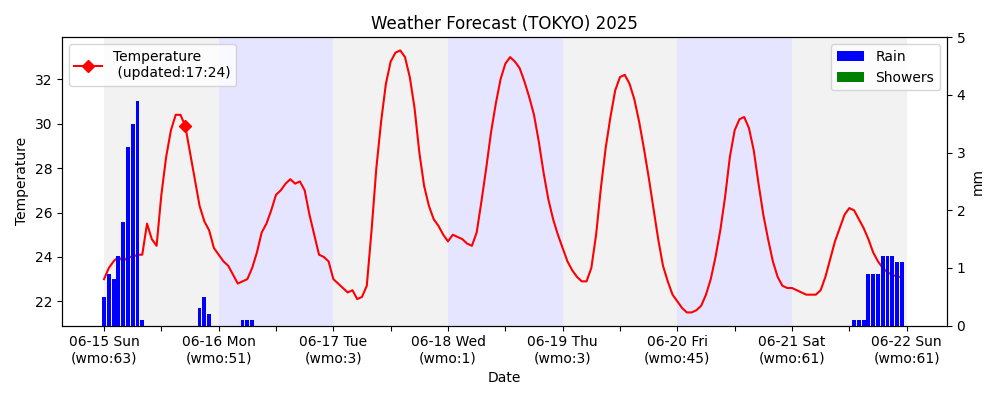 Weather Forecast (TOKYO) 2025
Temperature
(updated:17:24)
Rain
Showers
Temperature
32
30
28
26
24
22
5
4
3
2
1
0
mm
06-15 Sun
(wmo:63)
06-16 Mon
(wmo:51)
06-17 Tue
(wmo:3)
06-18 Wed
(wmo:1)
06-19 Thu
(wmo:3)
06-20 Fri
(wmo:45)
06-21 Sat
(wmo:61)
06-22 Sun
(wmo:61)
Date